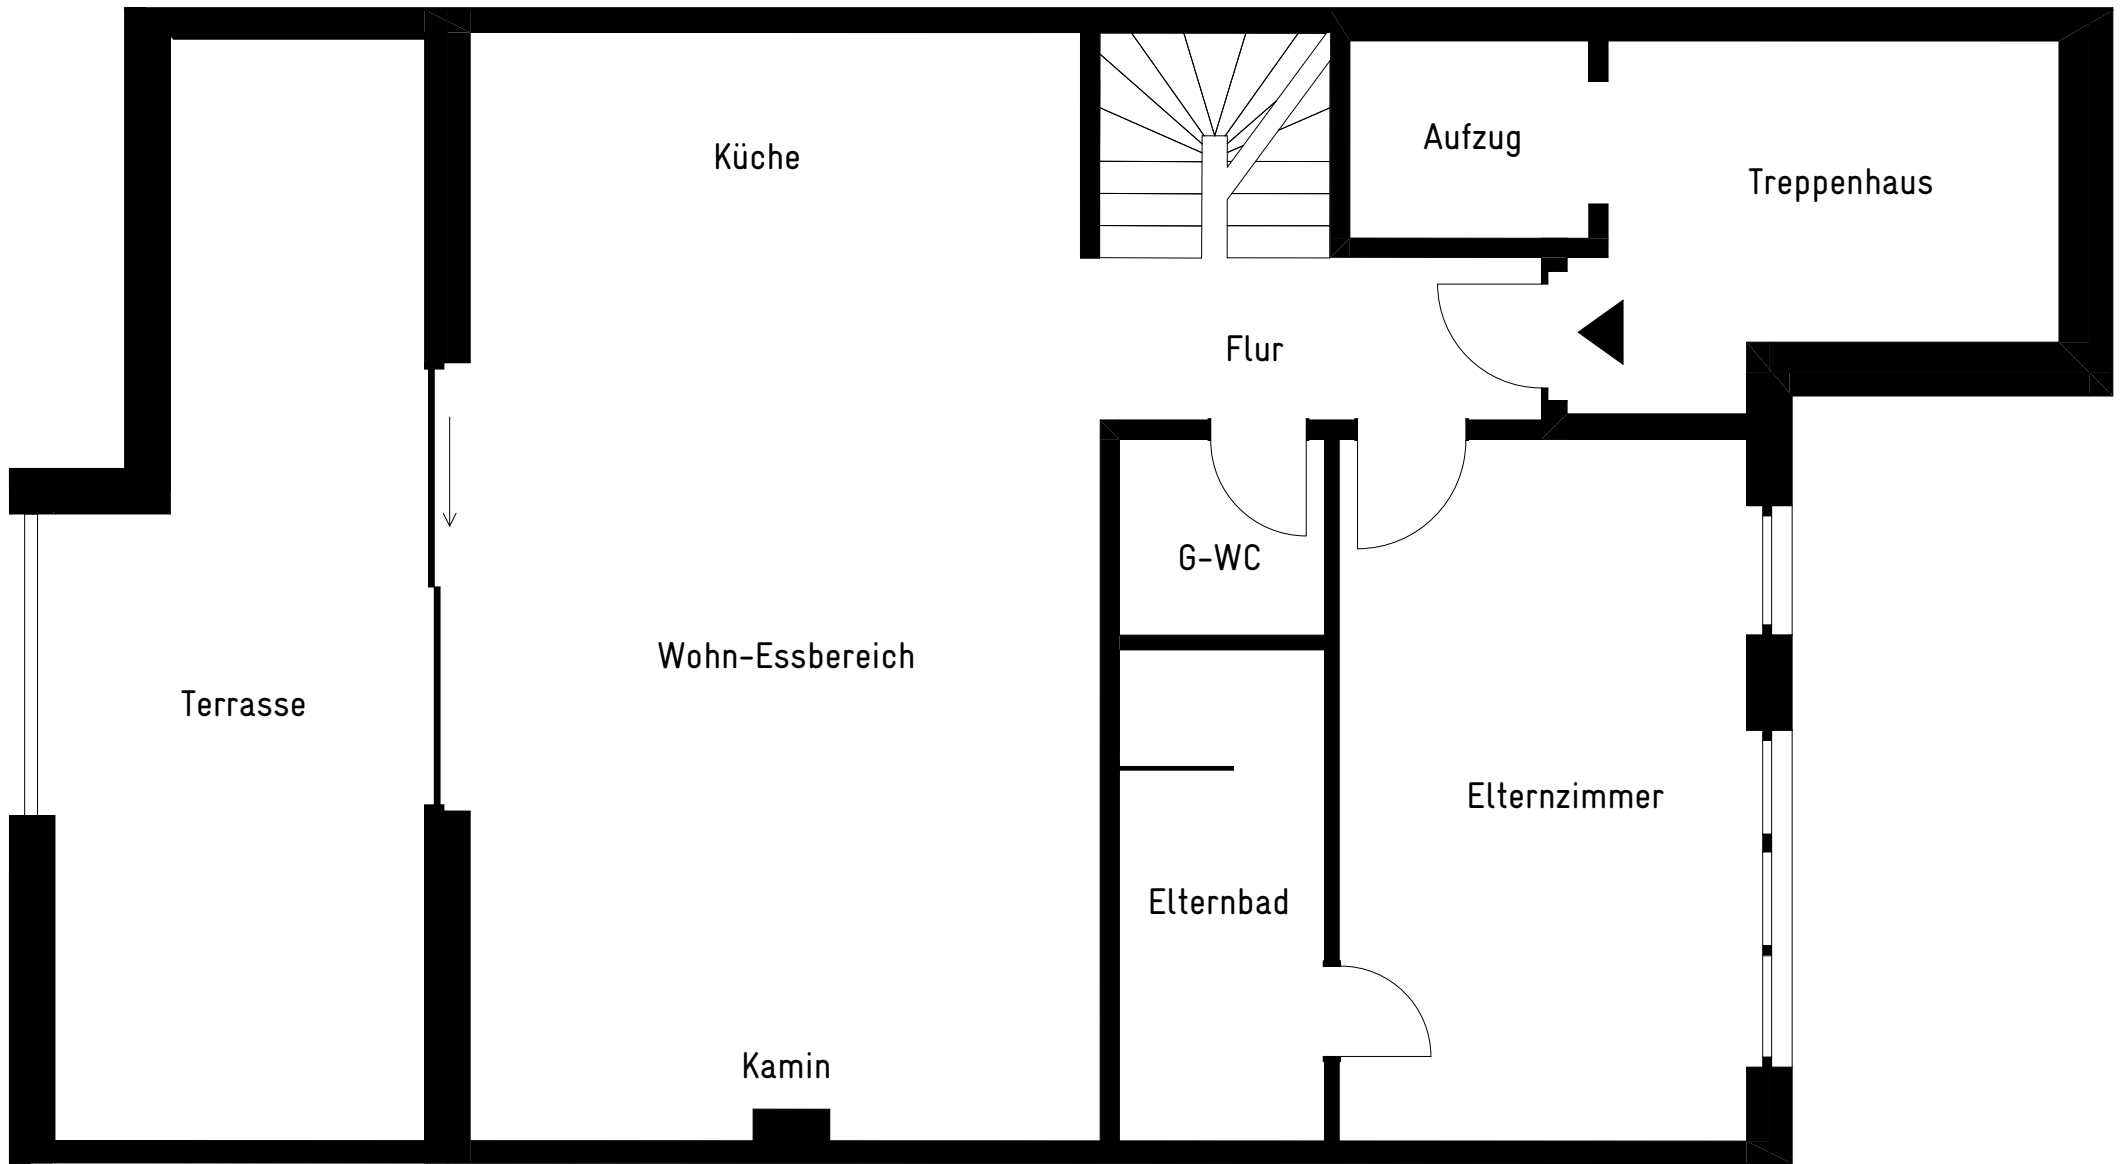 Küche
Aufzug
Treppenhaus
Flur
G-WC
Wohn-Essbereich
Terrasse
Elternzimmer
Elternbad
Kamin